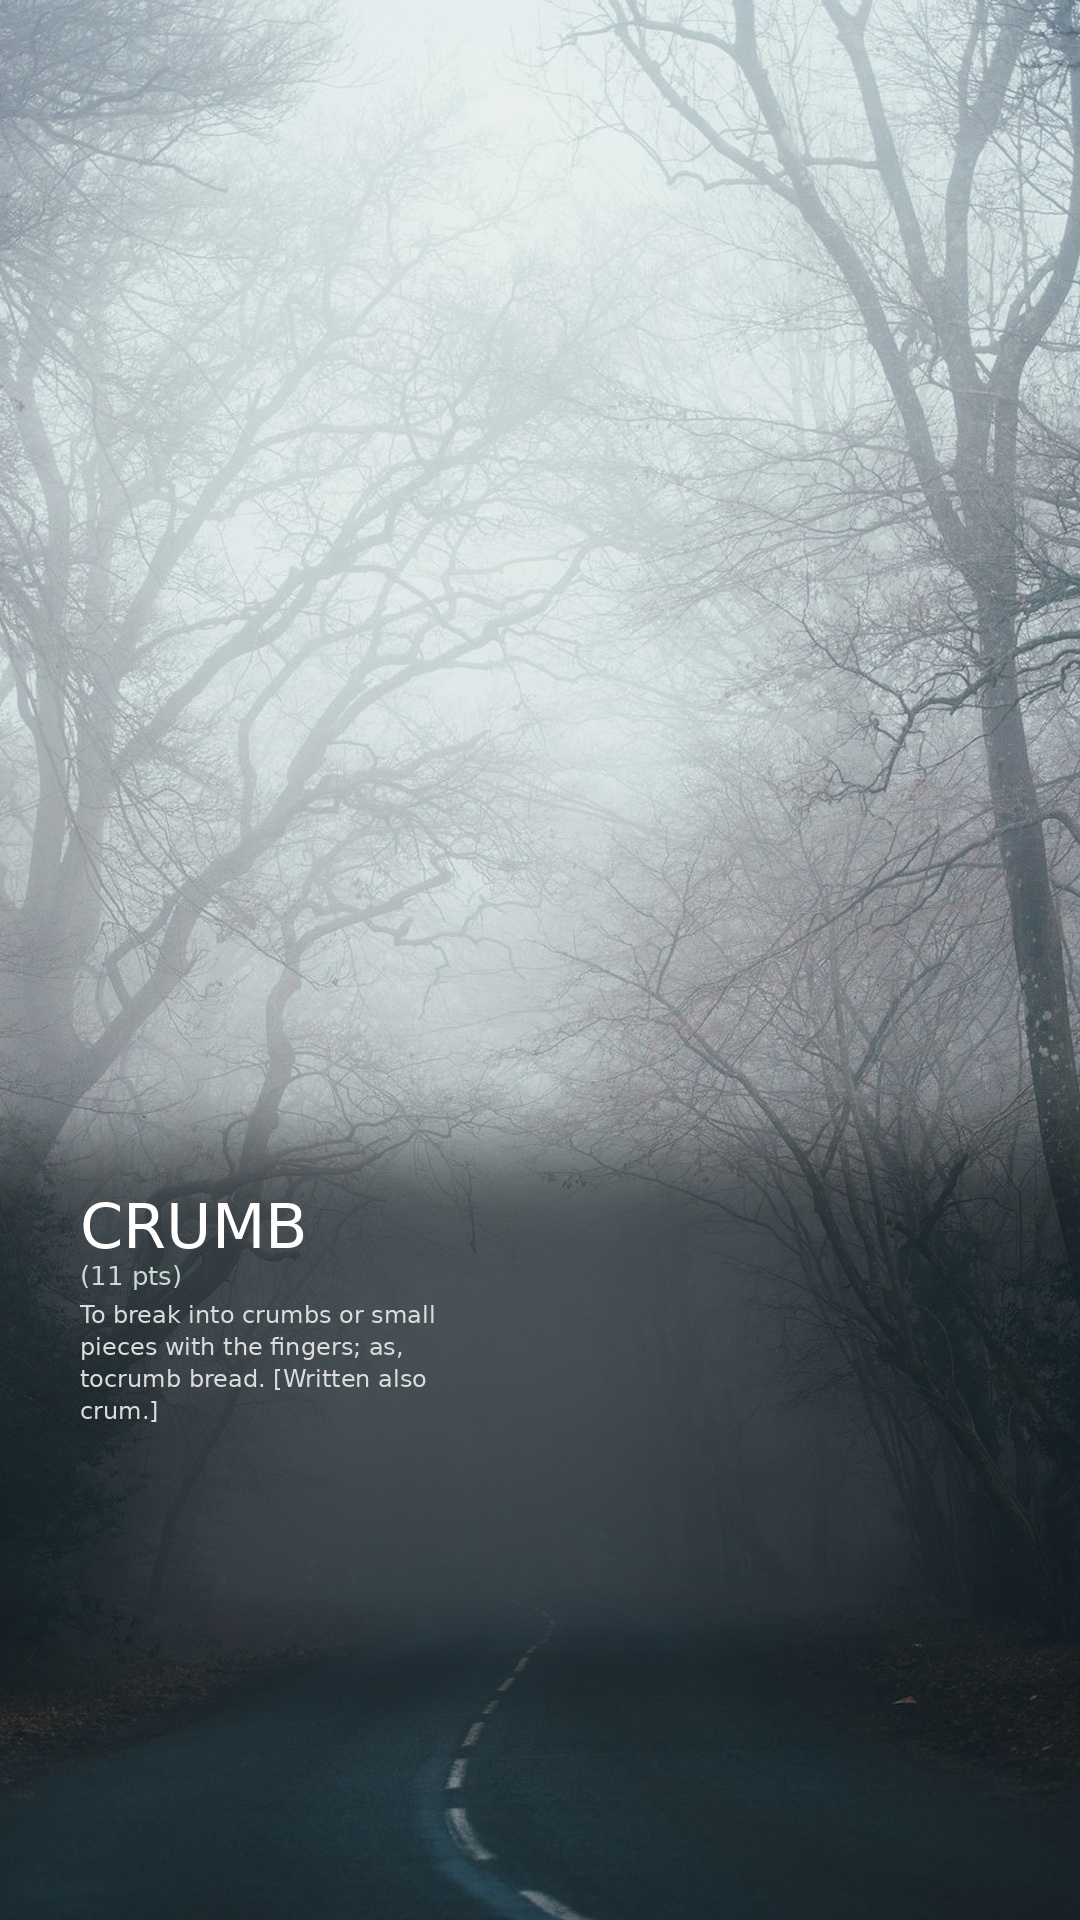 CRUMB
(11 pts)
To break into crumbs or small
pieces with the fingers; as,
tocrumb bread. [Written also
crum.]